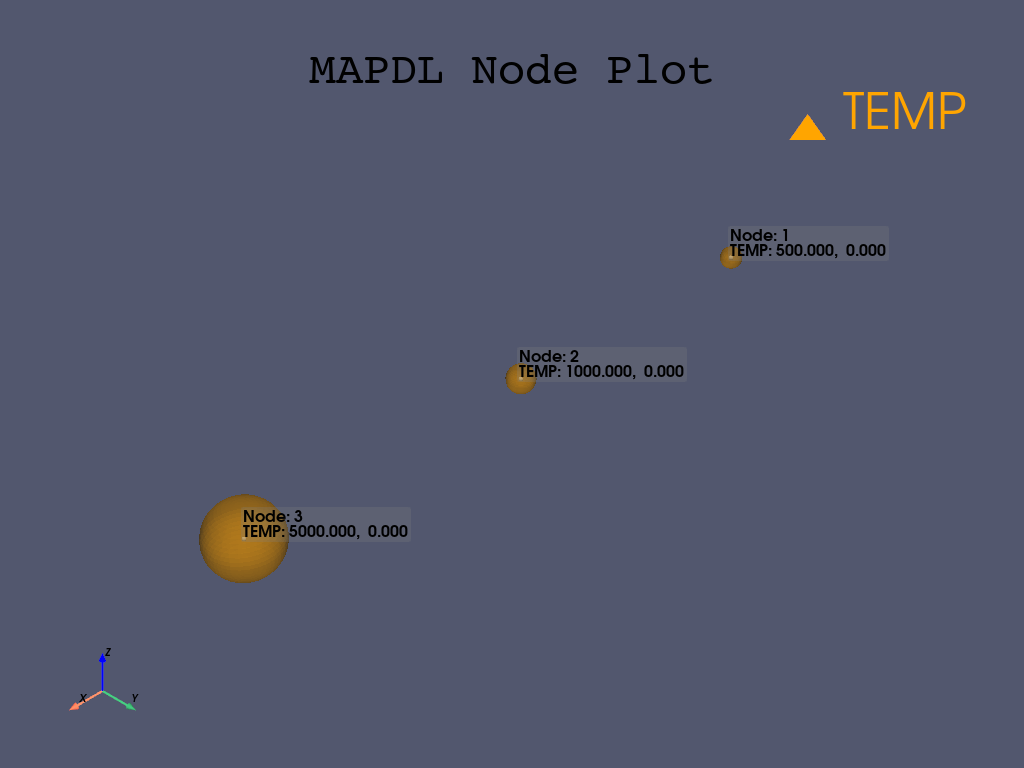 MAPDL Node Plot
TEMP
Node: 1
TEMP: 500.000, 0.000
Node: 2
TEMP: 1000.000, 0.000
Node: 3
TEMP: 5000.000, 0.000
Z
X
Y